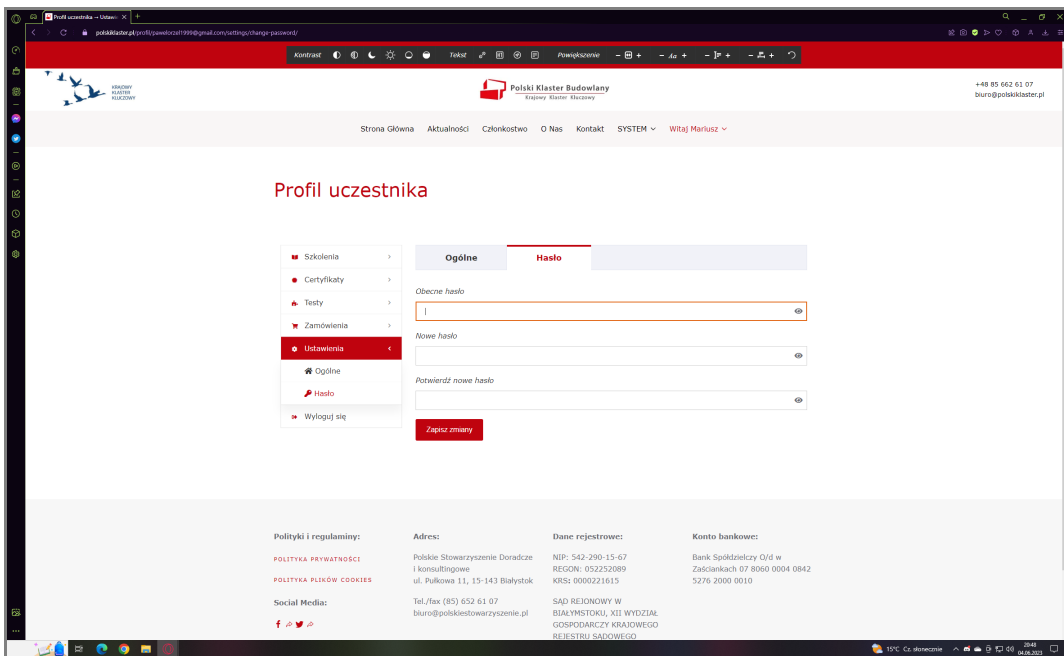 Profil uczestnika — Ustawi
polskiklaster.pl/profil/pawelorzel1999@gmail.com/settings/change-password/
Kontrast Tekst Powiększenie
KRAJOWY
KLASTER
KLUCZOWY
Polski Klaster Budowlany
Krajowy Klaster Kluczowy
+48 85 662 61 07
biuro@polskiklaster.pl
Strona Główna Aktualności Członkostwo O Nas Kontakt SYSTEM Witaj Mariusz
Profil uczestnika
Szkolenia
Certyfikaty
Testy
Zamówienia
Ustawienia
Ogólne
Hasło
Wyloguj się
Ogólne Hasło
Obecne hasło
Nowe hasło
Potwierdź nowe hasło
Zapisz zmiany
Polityki i regulaminy:
POLITYKA PRYWATNOŚCI
POLITYKA PLIKÓW COOKIES
Social Media:
Adres:
Polskie Stowarzyszenie Doradcze
i konsultingowe
ul. Pułkowa 11, 15-143 Białystok
Tel./fax (85) 652 61 07
biuro@polskiestowarzyszenie.pl
Dane rejestrowe:
NIP: 542-290-15-67
REGON: 052252089
KRS: 0000221615
SĄD REJONOWY W
BIAŁYMSTOKU, XII WYDZIAŁ
GOSPODARCZY KRAJOWEGO
REJESTRU SĄDOWEGO
Konto bankowe:
Bank Spółdzielczy O/d w
Zaściankach 07 8060 0004 0842
5276 2000 0010
15°C Cz. słonecznie
20:48
04.06.2023